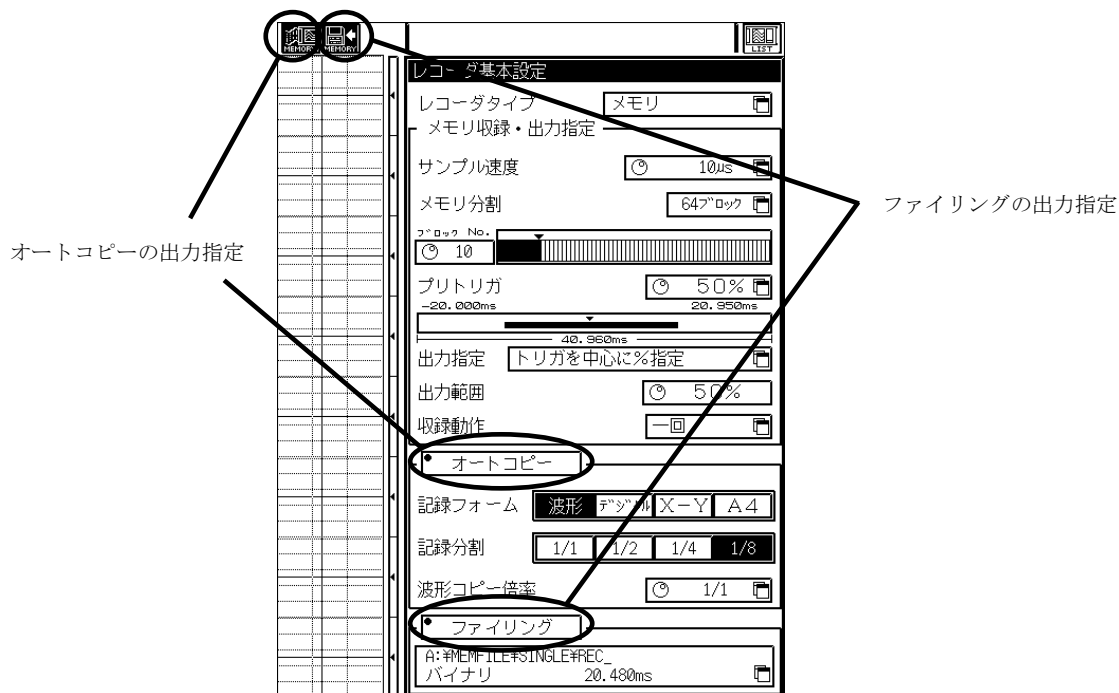 MEMORY MEMORY LIST
レコーダ基本設定
レコーダタイプ メモリ
メモリ収録・出力指定
サンプル速度 10μs
メモリ分割 64ブロック
ブロック No.
10
プリトリガ 50%
-20.000ms 20.950ms
40.960ms
出力指定 トリガを中心に%指定
出力範囲 50%
収録動作 一回
オートコピー
記録フォーム 波形 デジタル X-Y A4
記録分割 1/1 1/2 1/4 1/8
波形コピー倍率 1/1
ファイリング
A:¥MEMFILE¥SINGLE¥REC_
バイナリ 20.480ms
オートコピーの出力指定
ファイリングの出力指定